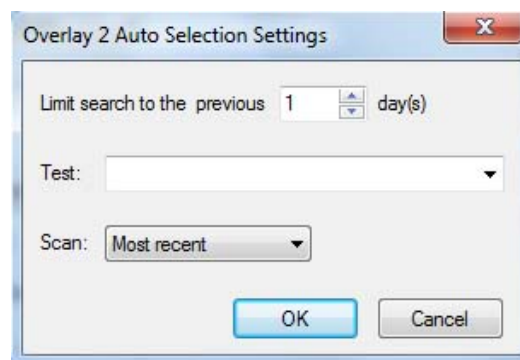 Overlay 2 Auto Selection Settings
Limit search to the previous 1 day(s)
Test:
Scan: Most recent
OK Cancel